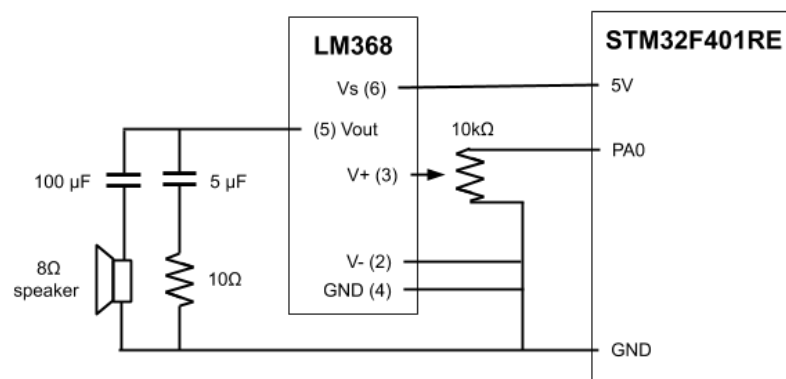 LM368
STM32F401RE
Vs (6)
5V
(5) Vout
10kΩ
PA0
100 µF
5 µF
V+ (3)
8Ω
speaker
10Ω
V- (2)
GND (4)
GND